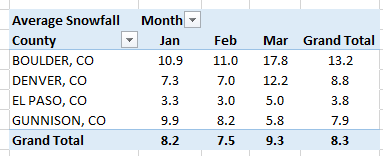 Average Snowfall Month
County Jan Feb Mar Grand Total
BOULDER, CO 10.9 11.0 17.8 13.2
DENVER, CO 7.3 7.0 12.2 8.8
EL PASO, CO 3.3 3.0 5.0 3.8
GUNNISON, CO 9.9 8.2 5.8 7.9
Grand Total 8.2 7.5 9.3 8.3